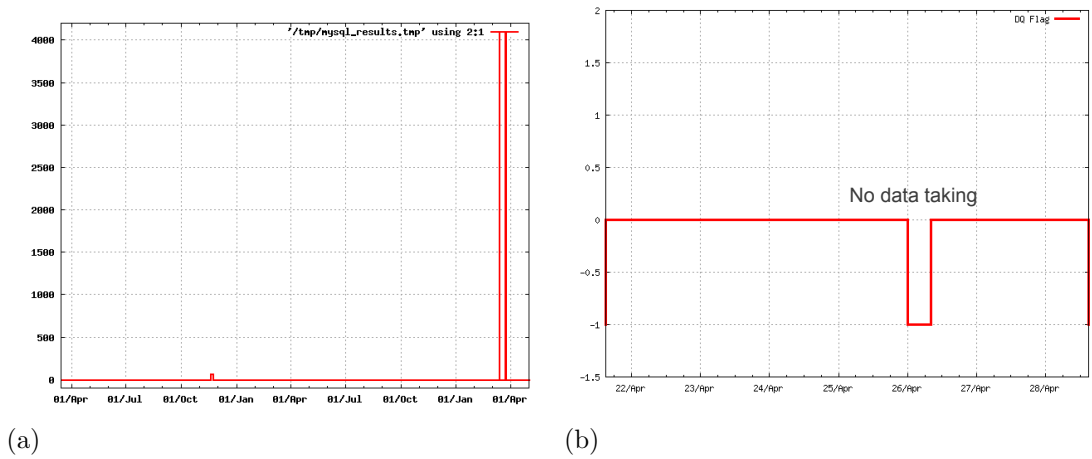 '/tmp/mysql_results.tmp' using 2:1
4000
3500
3000
2500
2000
1500
1000
500
0
01/Apr 01/Jul 01/Oct 01/Jan 01/Apr 01/Jul 01/Oct 01/Jan 01/Apr
(a)
DQ Flag
2
1.5
1
0.5
No data taking
0
-0.5
-1
-1.5
22/Apr 23/Apr 24/Apr 25/Apr 26/Apr 27/Apr 28/Apr
(b)